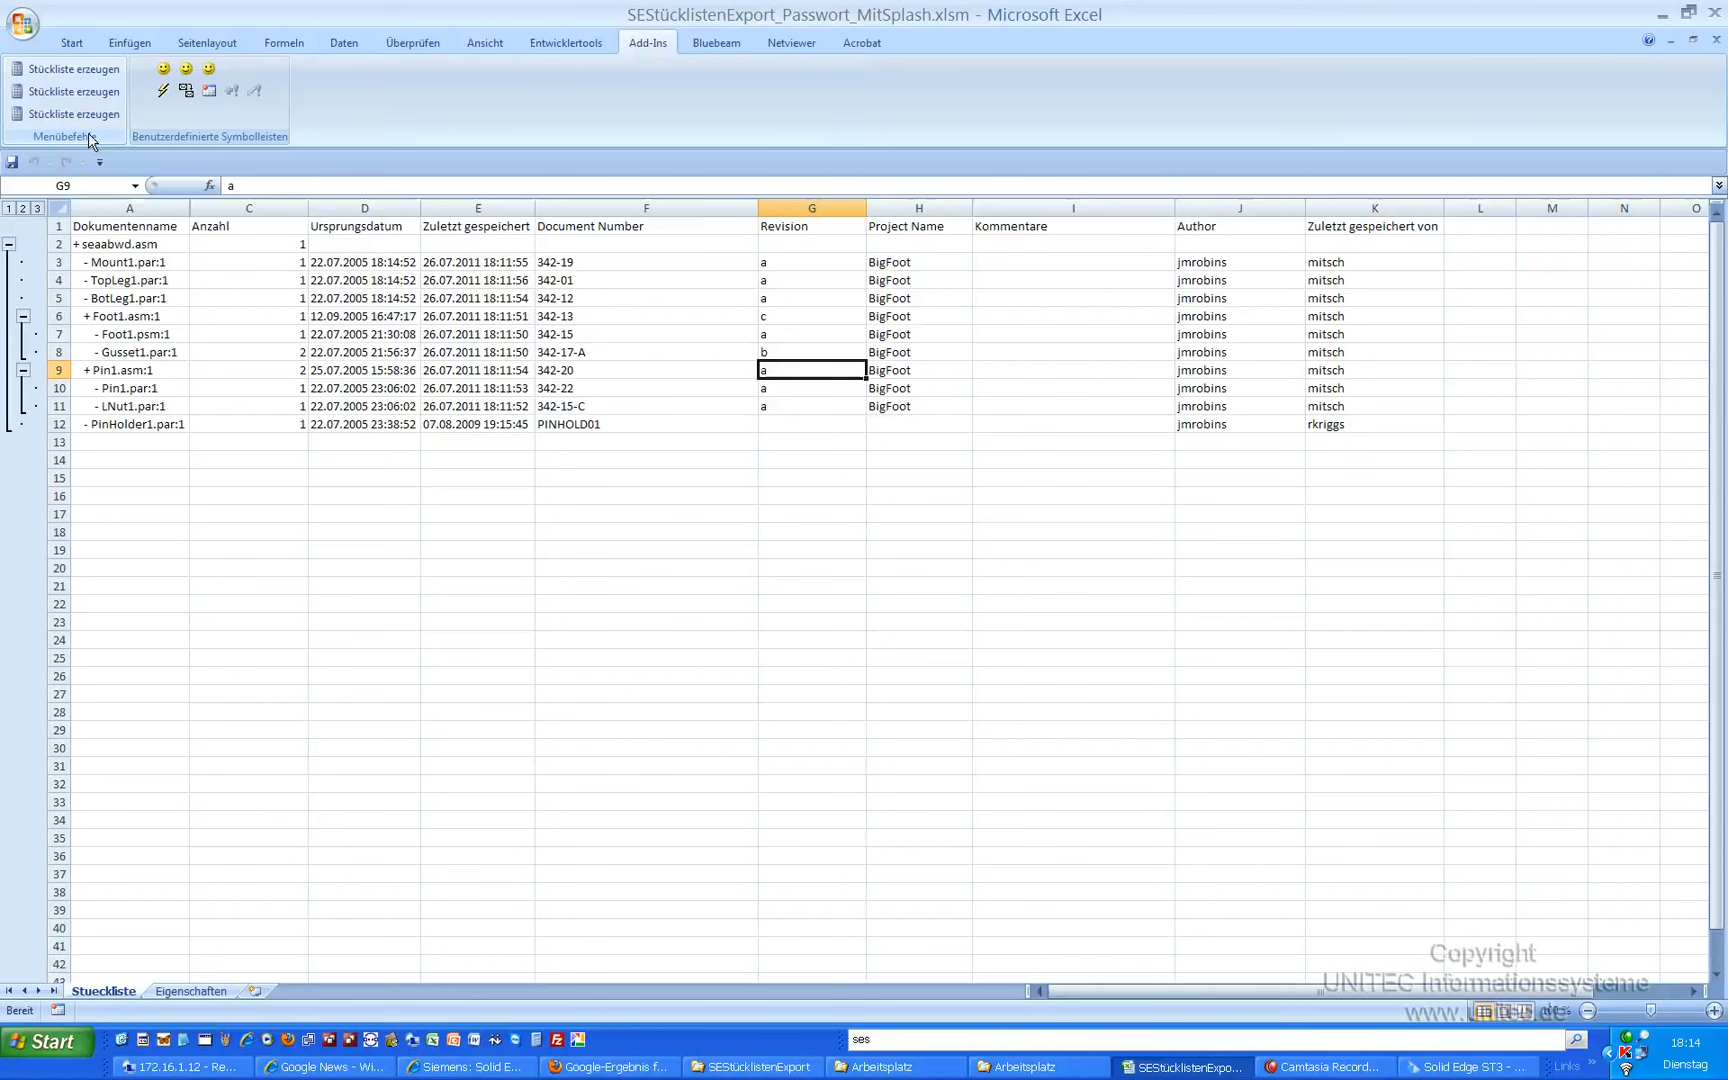 SEStücklistenExport_Passwort_MitSplash.xlsm - Microsoft Excel
Start Einfügen Seitenlayout Formeln Daten Überprüfen Ansicht Entwicklertools Add-Ins Bluebeam Netviewer Acrobat
Stückliste erzeugen
Stückliste erzeugen
Stückliste erzeugen
Benutzerdefinierte Symbolleisten
G9 fx a
1 2 3 A C D E F G H I J K L M N O
1 Dokumentenname Anzahl Ursprungsdatum Zuletzt gespeichert Document Number Revision Project Name Kommentare Author Zuletzt gespeichert von
2 + seaabwd.asm 1
3 - Mount1.par:1 1 22.07.2005 18:14:52 26.07.2011 18:11:55 342-19 a BigFoot jmrobins mitsch
4 - TopLeg1.par:1 1 22.07.2005 18:14:52 26.07.2011 18:11:56 342-01 a BigFoot jmrobins mitsch
5 - BotLeg1.par:1 1 22.07.2005 18:14:52 26.07.2011 18:11:54 342-12 a BigFoot jmrobins mitsch
6 + Foot1.asm:1 1 12.09.2005 16:47:17 26.07.2011 18:11:51 342-13 c BigFoot jmrobins mitsch
7 - Foot1.psm:1 1 22.07.2005 21:30:08 26.07.2011 18:11:50 342-15 a BigFoot jmrobins mitsch
8 - Gusset1.par:1 2 22.07.2005 21:56:37 26.07.2011 18:11:50 342-17-A b BigFoot jmrobins mitsch
9 + Pin1.asm:1 2 25.07.2005 15:58:36 26.07.2011 18:11:54 342-20 a BigFoot jmrobins mitsch
10 - Pin1.par:1 1 22.07.2005 23:06:02 26.07.2011 18:11:53 342-22 a BigFoot jmrobins mitsch
11 - LNut1.par:1 1 22.07.2005 23:06:02 26.07.2011 18:11:52 342-15-C a BigFoot jmrobins mitsch
12 - PinHolder1.par:1 1 22.07.2005 23:38:52 07.08.2009 19:15:45 PINHOLD01 jmrobins rkriggs
13
14
15
16
17
18
19
20
21
22
23
24
25
26
27
28
29
30
31
32
33
34
35
36
37
38
39
40
41
42
Copyright
UNITEC Informationssysteme
www.unitec.de
Stueckliste Eigenschaften
Bereit
Start ses 18:14
172.16.1.12 - Re... Google News - Wi... Siemens: Solid E... Google-Ergebnis f... SEStücklistenExport Arbeitsplatz Arbeitsplatz SEStücklistenExpo... Camtasia Record... Solid Edge ST3 - ... Links Dienstag